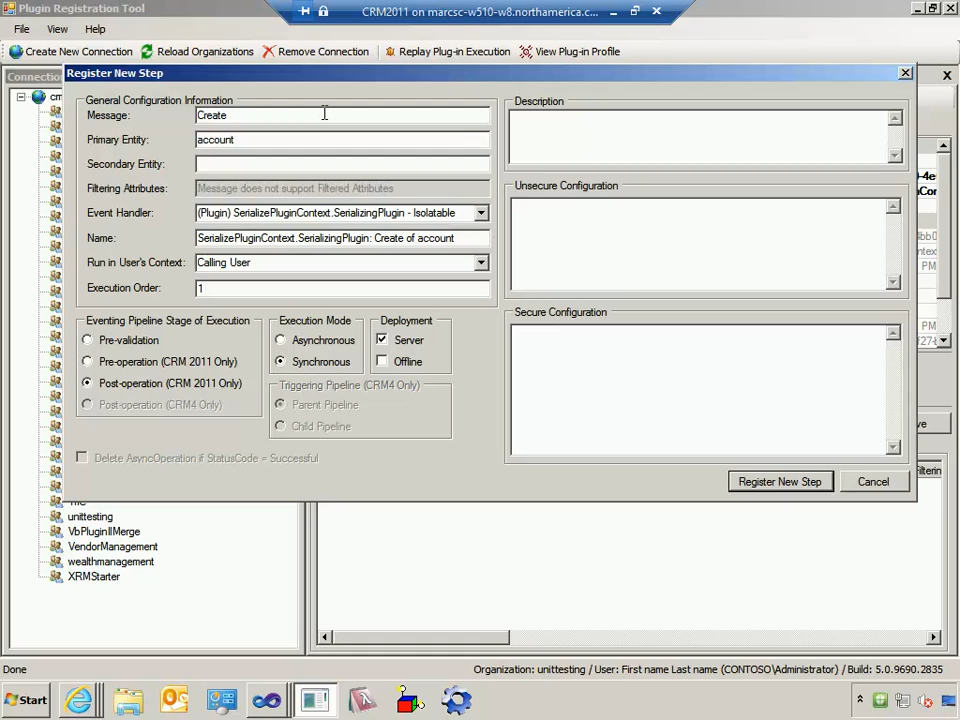 Plugin Registration Tool
CRM2011 on marcsc-w510-w8.northamerica.c...
File View Help
Create New Connection Reload Organizations Remove Connection Replay Plug-in Execution View Plug-in Profile
Register New Step
General Configuration Information
Message: Create
Primary Entity: account
Secondary Entity:
Filtering Attributes: Message does not support Filtered Attributes
Event Handler: (Plugin) SerializePluginContext.SerializingPlugin - Isolatable
Name: SerializePluginContext.SerializingPlugin: Create of account
Run in User's Context: Calling User
Execution Order: 1
Eventing Pipeline Stage of Execution
Pre-validation
Pre-operation (CRM 2011 Only)
Post-operation (CRM 2011 Only)
Post-operation (CRM4 Only)
Execution Mode
Asynchronous
Synchronous
Deployment
Server
Offline
Triggering Pipeline (CRM4 Only)
Parent Pipeline
Child Pipeline
Delete AsyncOperation if StatusCode = Successful
Description
Unsecure Configuration
Secure Configuration
Register New Step Cancel
unittesting
VbPluginIlMerge
VendorManagement
wealthmanagement
XRMStarter
Done
Organization: unittesting / User: First name Last name (CONTOSO\Administrator) / Build: 5.0.9690.2835
Start